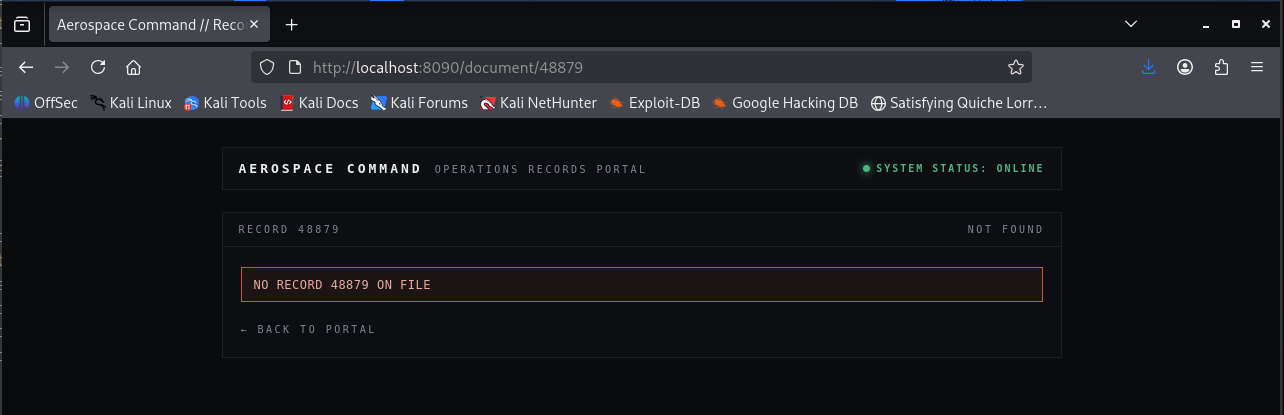 Aerospace Command // Reco
http://localhost:8090/document/48879
OffSec Kali Linux Kali Tools Kali Docs Kali Forums Kali NetHunter Exploit-DB Google Hacking DB Satisfying Quiche Lorr…
AEROSPACE COMMAND OPERATIONS RECORDS PORTAL SYSTEM STATUS: ONLINE
RECORD 48879 NOT FOUND
NO RECORD 48879 ON FILE
← BACK TO PORTAL